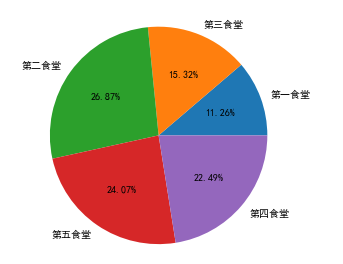 第三食堂
第二食堂
15.32%
第一食堂
26.87%
11.26%
22.49%
24.07%
第四食堂
第五食堂